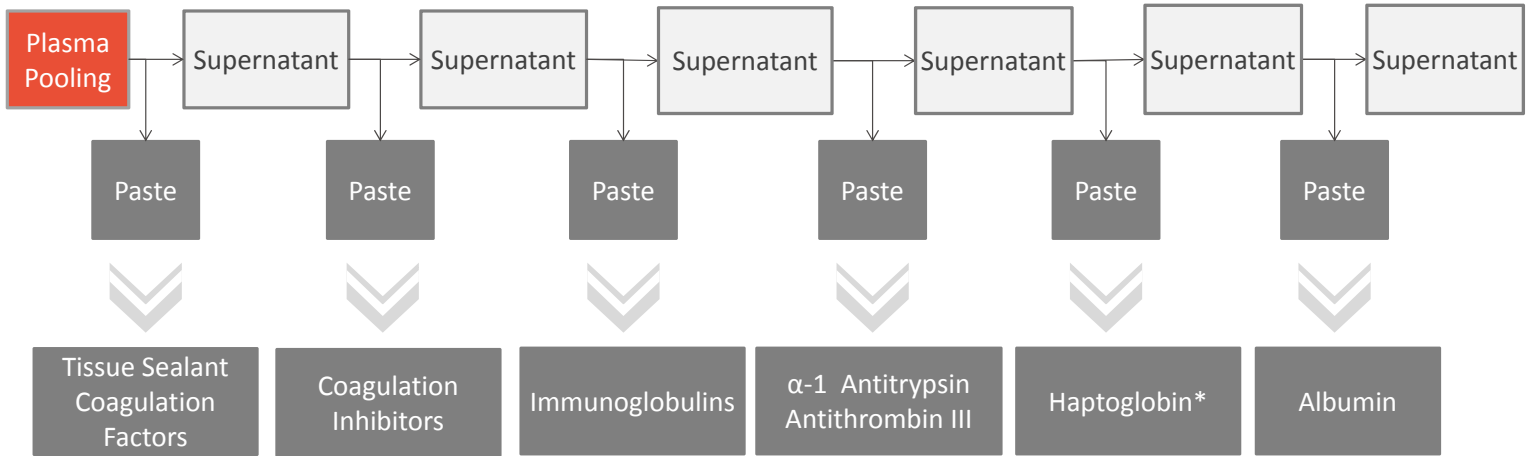 Plasma
Pooling
Supernatant
Supernatant
Supernatant
Supernatant
Supernatant
Supernatant
Paste
Paste
Paste
Paste
Paste
Paste
Tissue Sealant
Coagulation
Factors
Coagulation
Inhibitors
Immunoglobulins
α-1 Antitrypsin
Antithrombin III
Haptoglobin*
Albumin